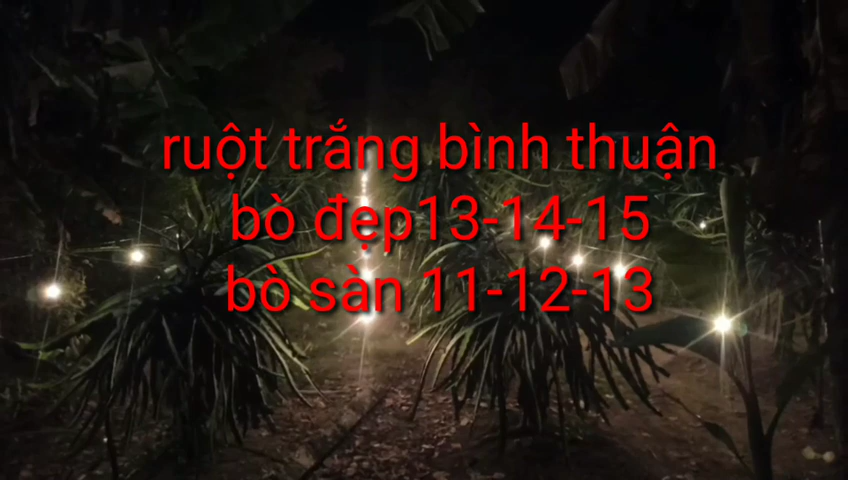 ruột trắng bình thuận
bò đẹp13-14-15
bò sàn 11-12-13